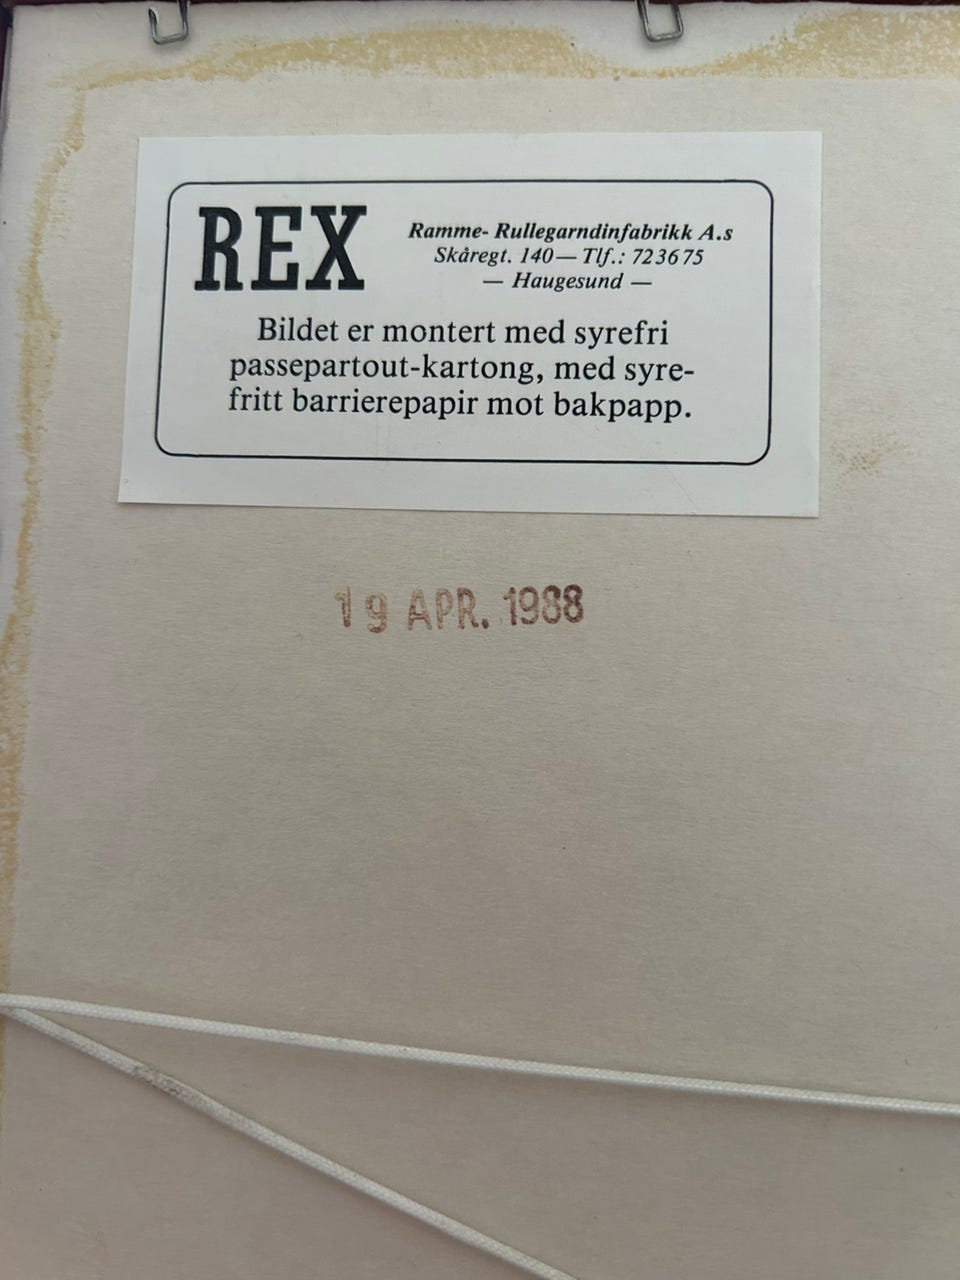 REX
Ramme- Rullegarndinfabrikk A.s
Skåregt. 140— Tlf.: 723675
— Haugesund —
Bildet er montert med syrefri
passepartout-kartong, med syre-
fritt barrierepapir mot bakpapp.
19 APR. 1988